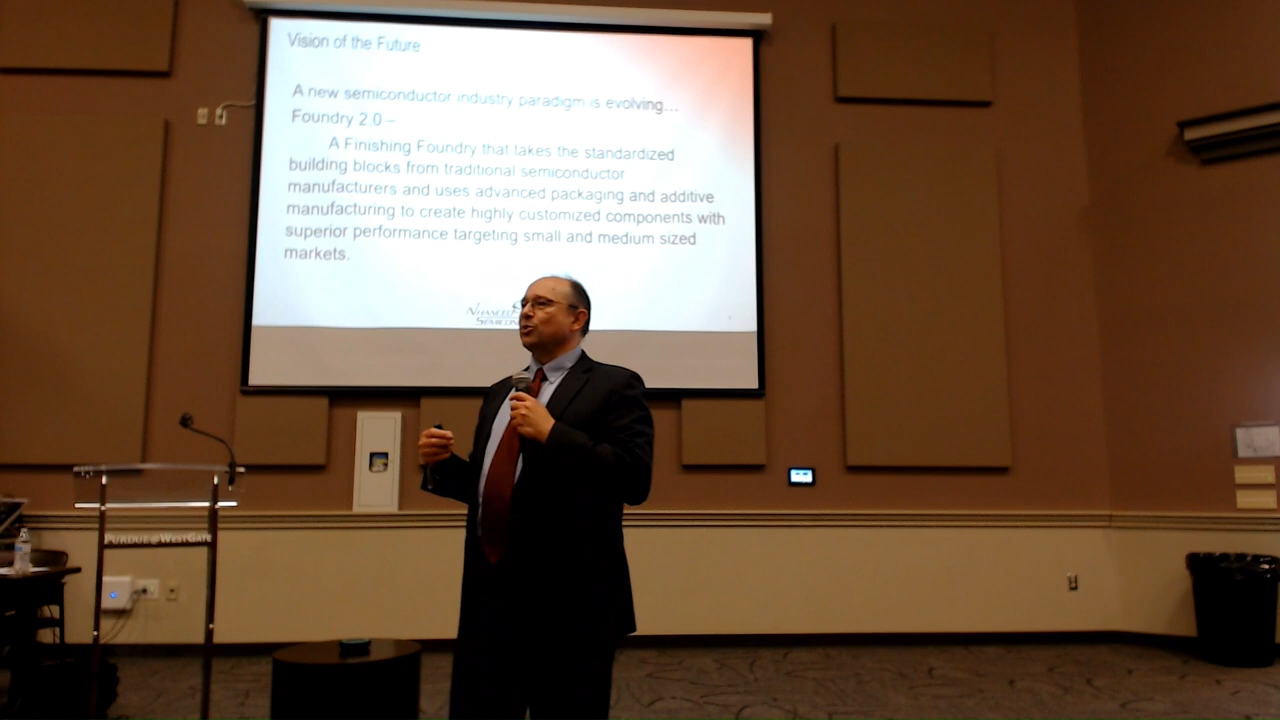 Vision of the Future
A new semiconductor industry paradigm is evolving...
Foundry 2.0 –
A Finishing Foundry that takes the standardized
building blocks from traditional semiconductor
manufacturers and uses advanced packaging and additive
manufacturing to create highly customized components with
superior performance targeting small and medium sized
markets.
NHANCED
SEMICON
PURDUE@WESTGATE